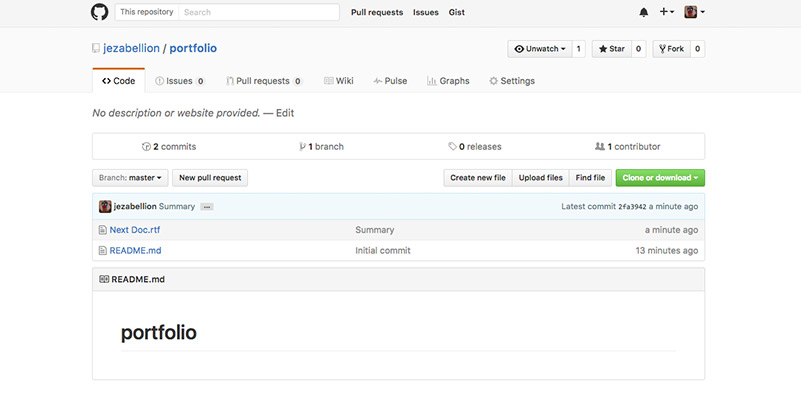 This repository Search Pull requests Issues Gist
jezabellion / portfolio Unwatch 1 Star 0 Fork 0
Code Issues 0 Pull requests 0 Wiki Pulse Graphs Settings
No description or website provided. — Edit
2 commits 1 branch 0 releases 1 contributor
Branch: master New pull request Create new file Upload files Find file Clone or download
jezabellion Summary ... Latest commit 2fa3942 a minute ago
Next Doc.rtf Summary a minute ago
README.md Initial commit 13 minutes ago
README.md
portfolio